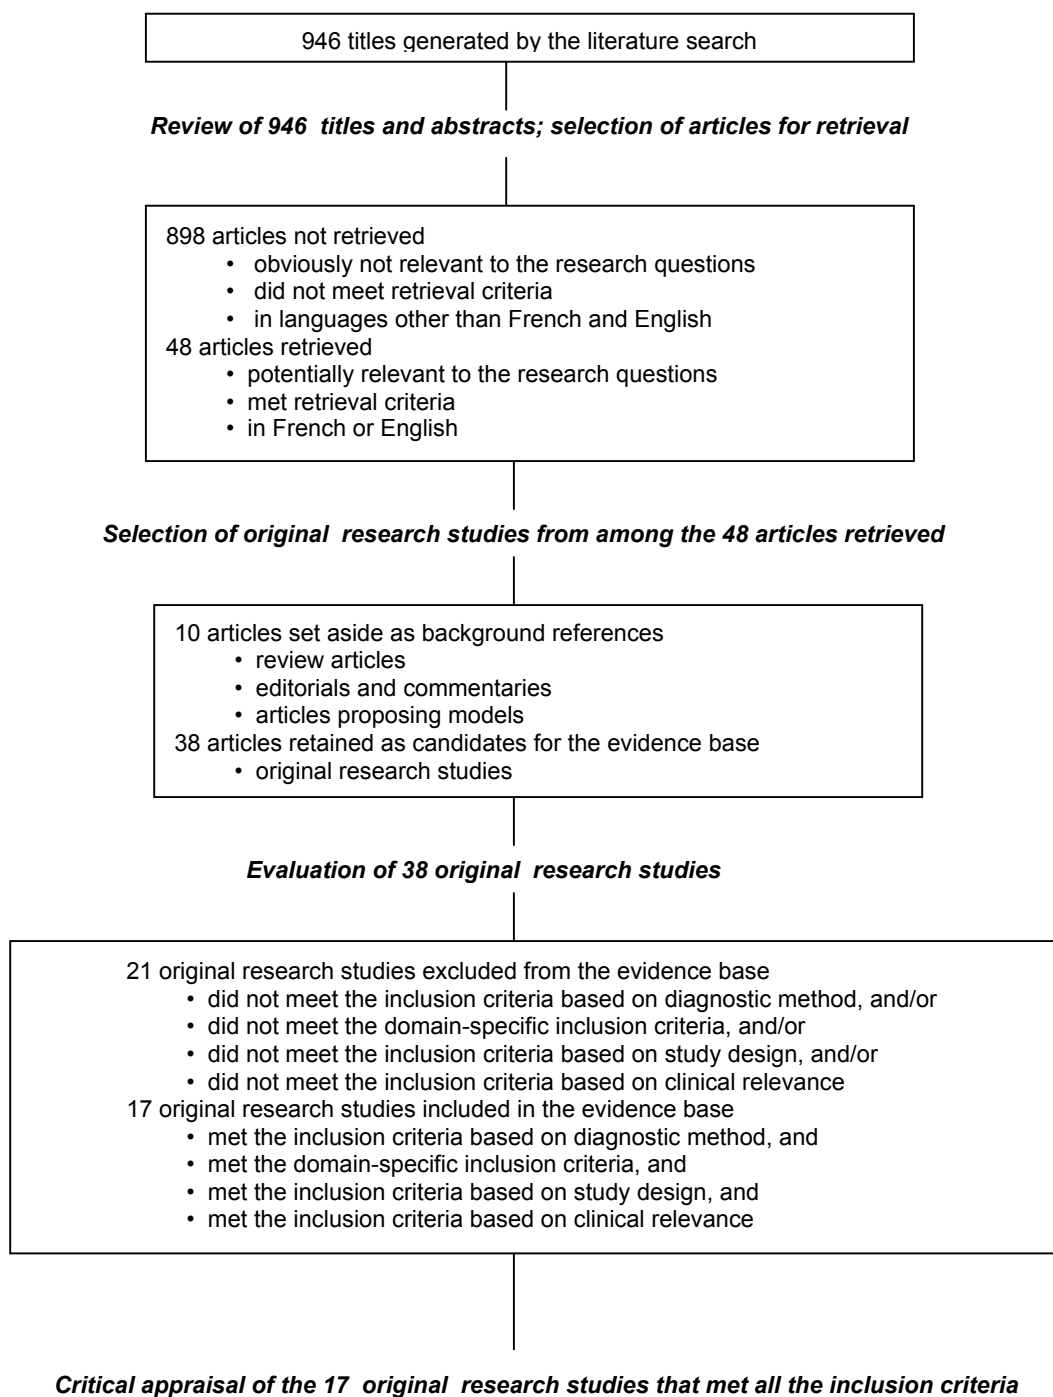 946 titles generated by the literature search
Review of 946 titles and abstracts; selection of articles for retrieval
898 articles not retrieved
• obviously not relevant to the research questions
• did not meet retrieval criteria
• in languages other than French and English
48 articles retrieved
• potentially relevant to the research questions
• met retrieval criteria
• in French or English
Selection of original research studies from among the 48 articles retrieved
10 articles set aside as background references
• review articles
• editorials and commentaries
• articles proposing models
38 articles retained as candidates for the evidence base
• original research studies
Evaluation of 38 original research studies
21 original research studies excluded from the evidence base
• did not meet the inclusion criteria based on diagnostic method, and/or
• did not meet the domain-specific inclusion criteria, and/or
• did not meet the inclusion criteria based on study design, and/or
• did not meet the inclusion criteria based on clinical relevance
17 original research studies included in the evidence base
• met the inclusion criteria based on diagnostic method, and
• met the domain-specific inclusion criteria, and
• met the inclusion criteria based on study design, and
• met the inclusion criteria based on clinical relevance
Critical appraisal of the 17 original research studies that met all the inclusion criteria